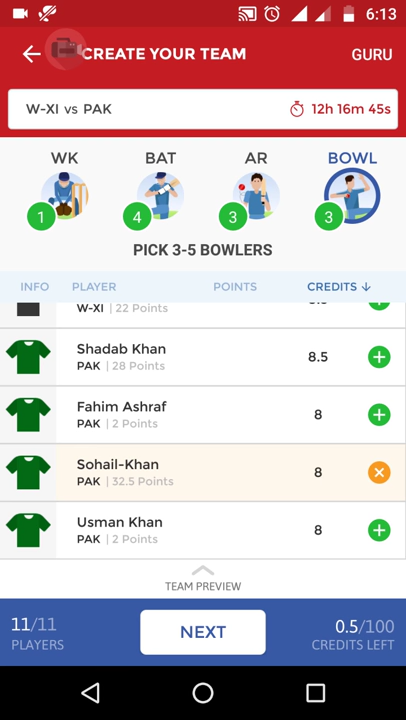 6:13
CREATE YOUR TEAM
GURU
W-XI vs PAK
12h 16m 45s
WK
BAT
AR
BOWL
1
4
3
3
PICK 3-5 BOWLERS
INFO
PLAYER
POINTS
CREDITS ↓
W-XI | 22 Points
Shadab Khan
PAK | 28 Points
8.5
Fahim Ashraf
PAK | 2 Points
8
Sohail-Khan
PAK | 32.5 Points
8
Usman Khan
PAK | 2 Points
8
TEAM PREVIEW
11/11
PLAYERS
NEXT
0.5/100
CREDITS LEFT